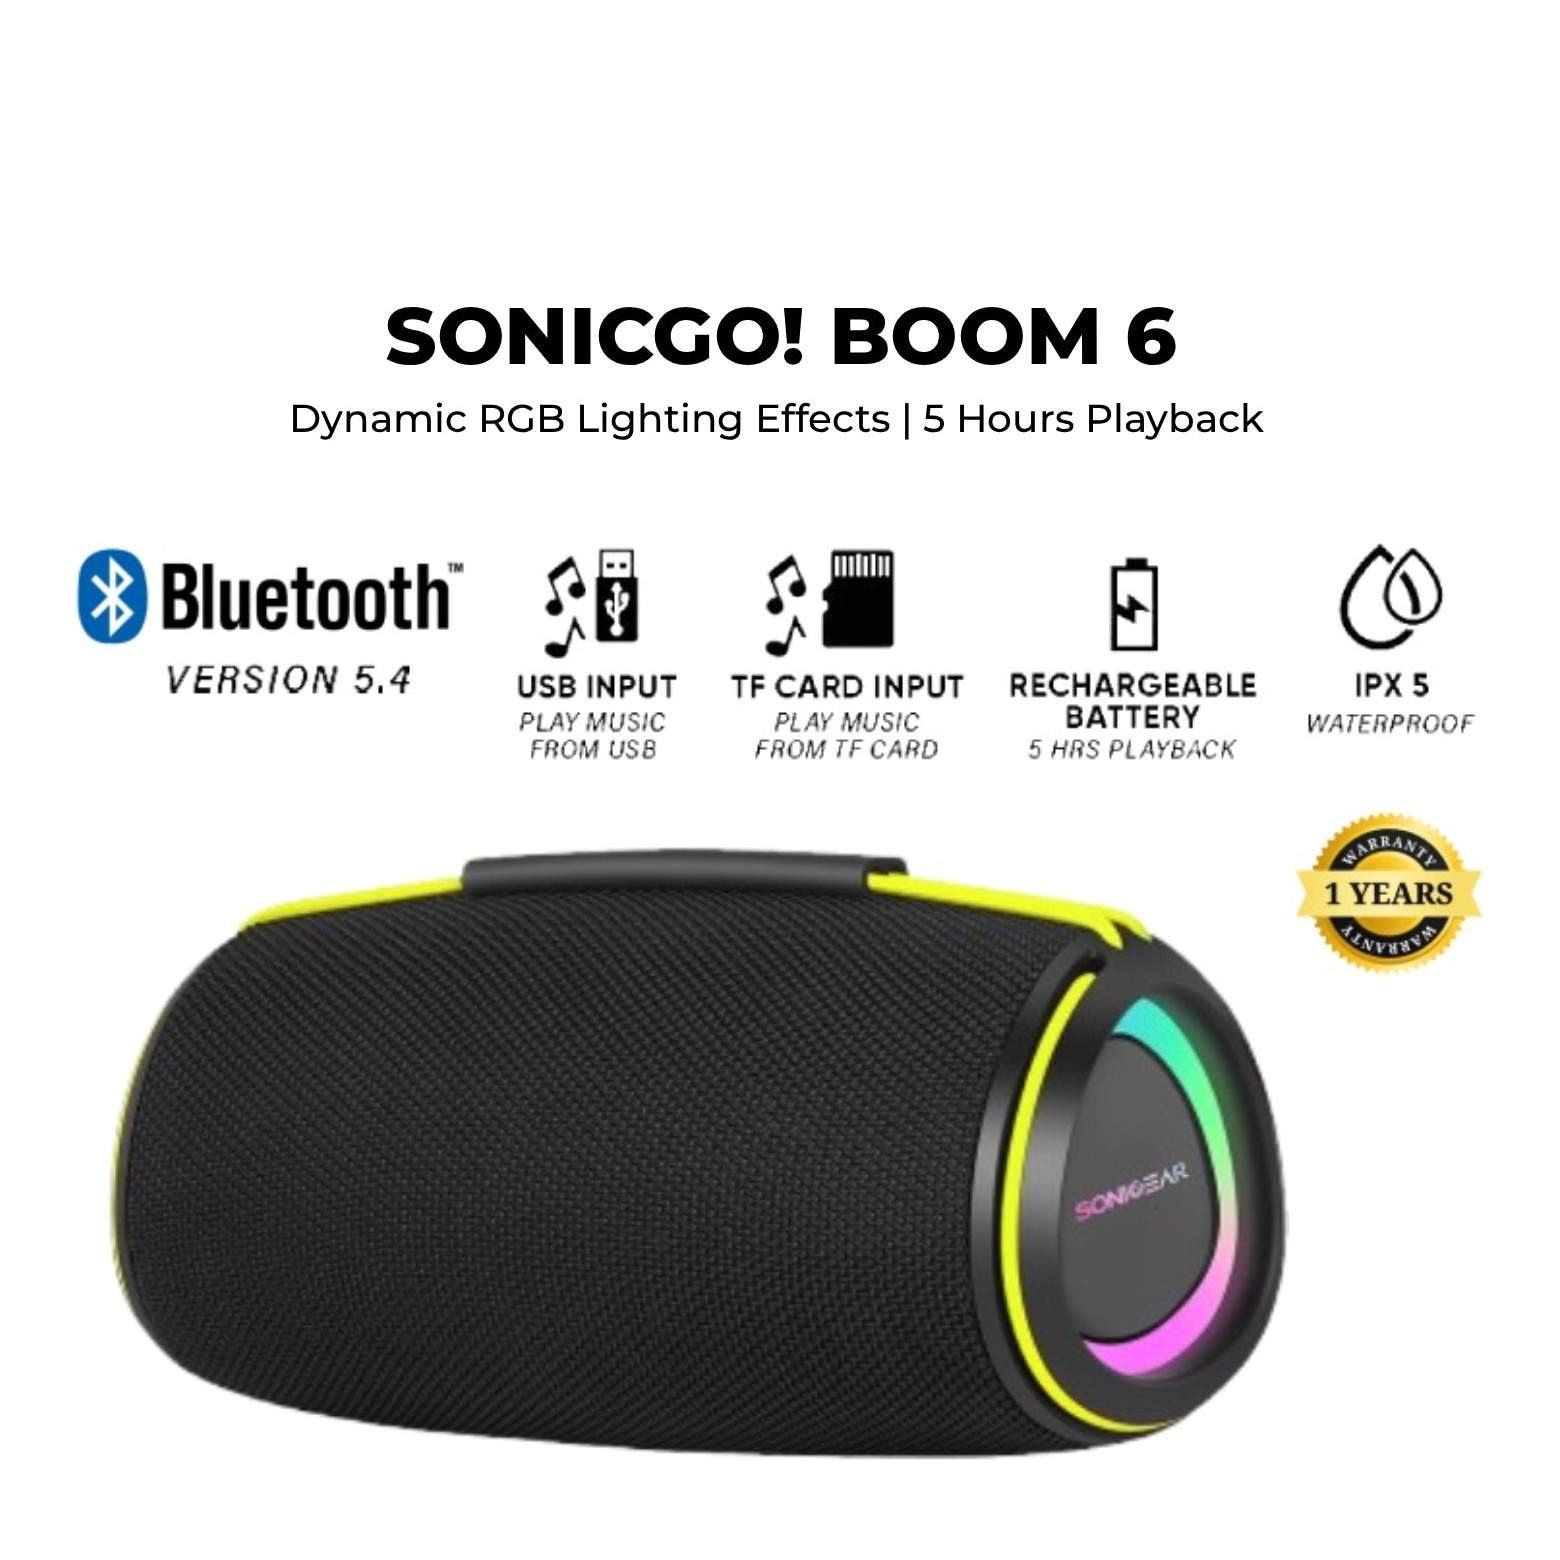 SONICGO! BOOM 6
Dynamic RGB Lighting Effects | 5 Hours Playback
Bluetooth™
VERSION 5.4
USB INPUT
PLAY MUSIC
FROM USB
TF CARD INPUT
PLAY MUSIC
FROM TF CARD
RECHARGEABLE
BATTERY
5 HRS PLAYBACK
IPX 5
WATERPROOF
WARRANTY
1 YEARS
WARRANTY
SONICGEAR